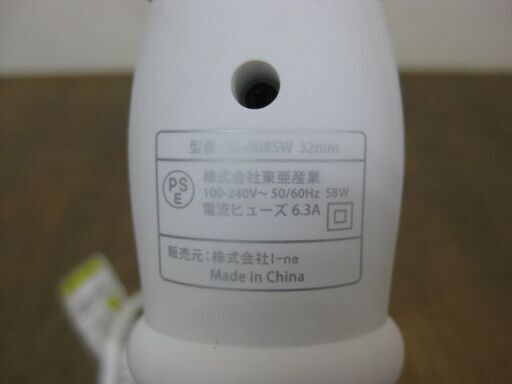 型番: SL-008SW 32mm
PS
E
株式会社東亜産業
100-240V～ 50/60Hz 58W
電流ヒューズ 6.3A
販売元：株式会社I-ne
Made in China